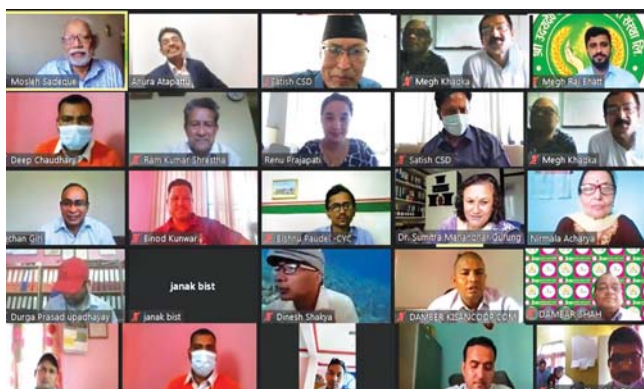 Mosleh Sadeque
Anura Atapattu
Satish CSD
Megh Khadka
Megh Raj Bhatt
Deep Chaudhary
Ram Kumar Shrestha
Renu Prajapati
Satish CSD
Megh Khadka
chan Giri
Binod Kunwar
Bishnu Paudel -CYC
Dr. Sumitra Manandhar Gurung
Nirmala Acharya
Durga Prasad upadhayay
janak bist
janak bist
Dinesh Shakya
DAMBER KISANCOOP.COM
DAMBAR SHAH